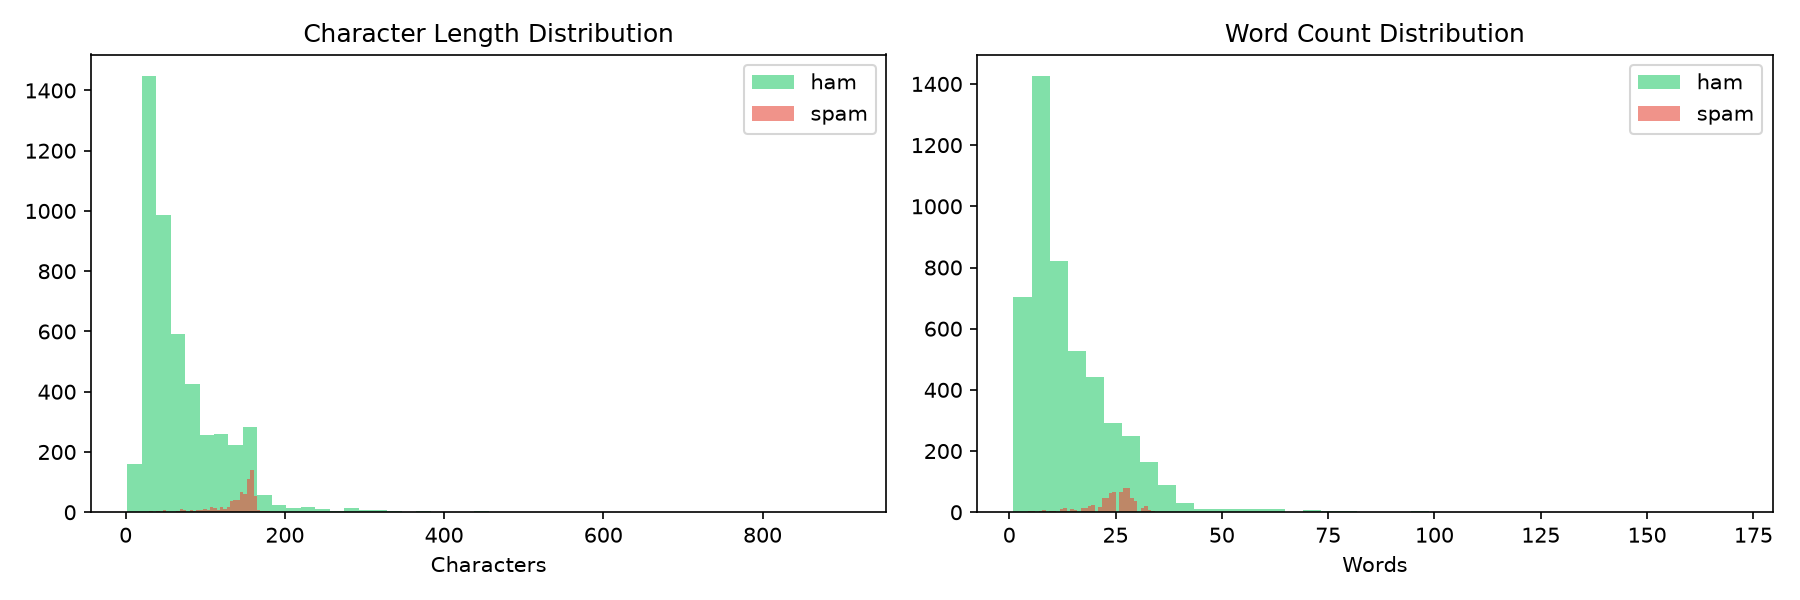 Character Length Distribution
1400
1200
1000
800
600
400
200
0
0 200 400 600 800
Characters
ham
spam
Word Count Distribution
1400
1200
1000
800
600
400
200
0
0 25 50 75 100 125 150 175
Words
ham
spam